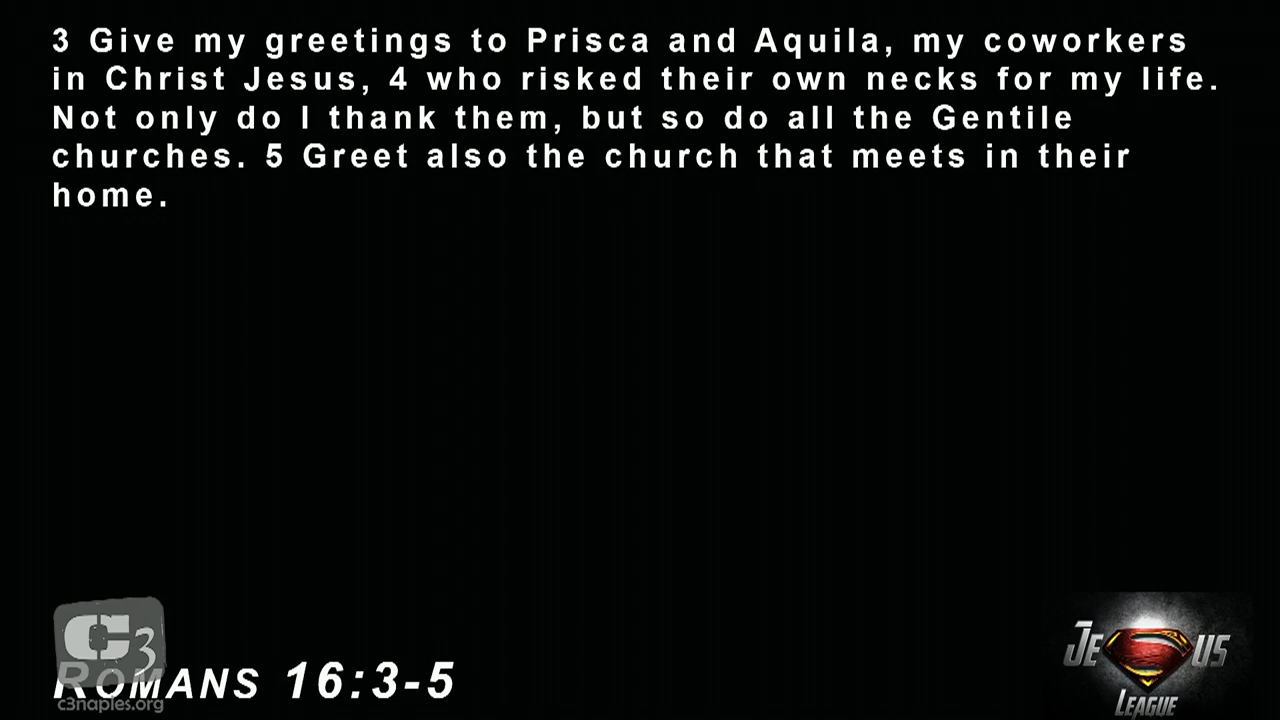 3 Give my greetings to Prisca and Aquila, my coworkers
in Christ Jesus, 4 who risked their own necks for my life.
Not only do I thank them, but so do all the Gentile
churches. 5 Greet also the church that meets in their
home.
C3
ROMANS 16:3-5
c3naples.org
JESUS
LEAGUE